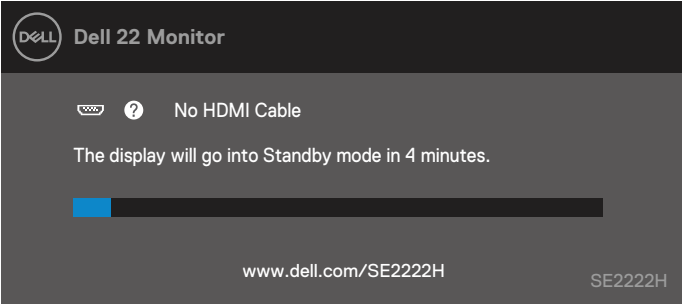 DELL
Dell 22 Monitor
? No HDMI Cable
The display will go into Standby mode in 4 minutes.
www.dell.com/SE2222H
SE2222H